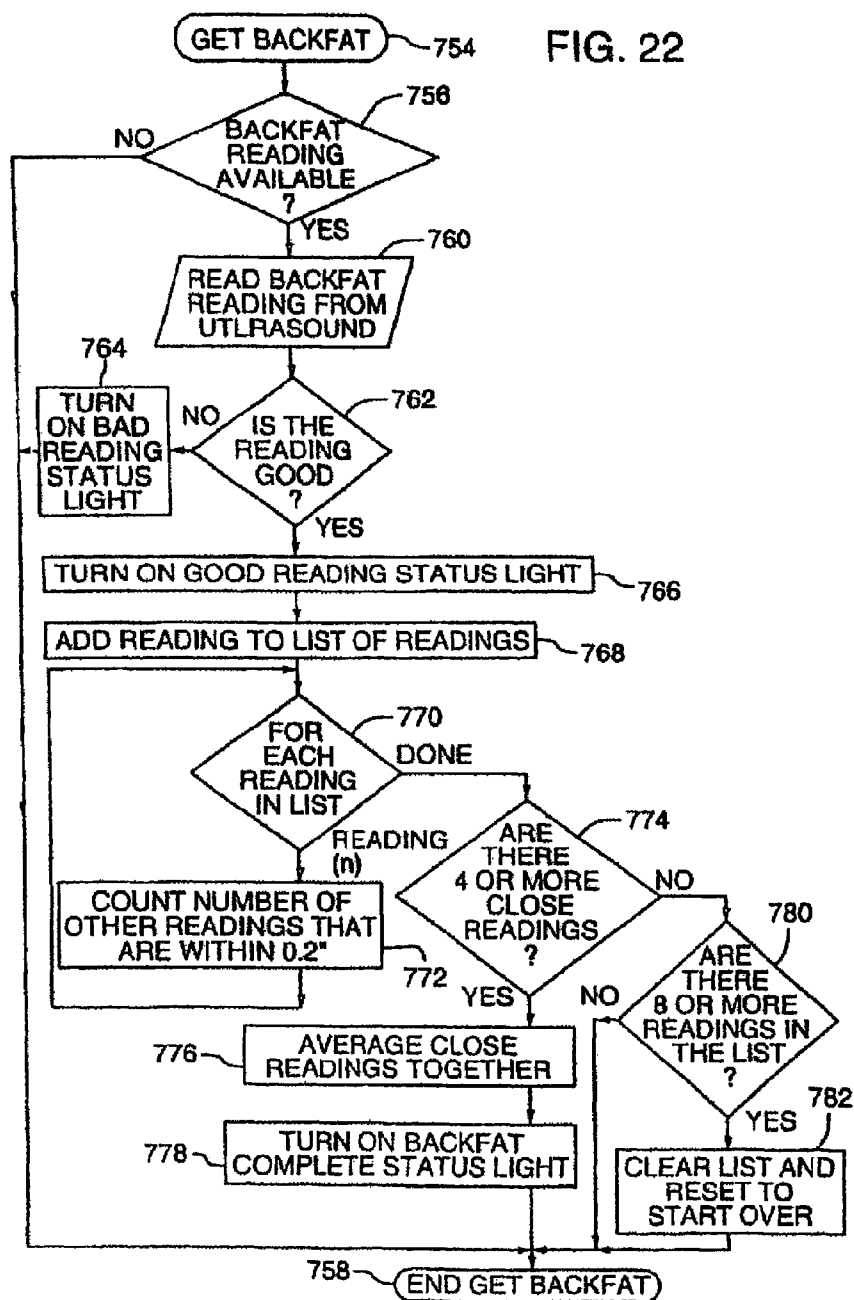 GET BACKFAT
754
FIG. 22
756
NO
BACKFAT
READING
AVAILABLE
?
YES
760
READ BACKFAT
READING FROM
UTLRASOUND
764
TURN
ON BAD
READING
STATUS
LIGHT
NO
762
IS THE
READING
GOOD
?
YES
TURN ON GOOD READING STATUS LIGHT
766
ADD READING TO LIST OF READINGS
768
770
FOR
EACH
READING
IN LIST
DONE
READING
(n)
COUNT NUMBER OF
OTHER READINGS THAT
ARE WITHIN 0.2"
772
774
ARE
THERE
4 OR MORE
CLOSE
READINGS
?
NO
YES
780
ARE
THERE
8 OR MORE
READINGS IN
THE LIST
?
NO
YES
776
AVERAGE CLOSE
READINGS TOGETHER
782
CLEAR LIST AND
RESET TO
START OVER
778
TURN ON BACKFAT
COMPLETE STATUS LIGHT
758
END GET BACKFAT